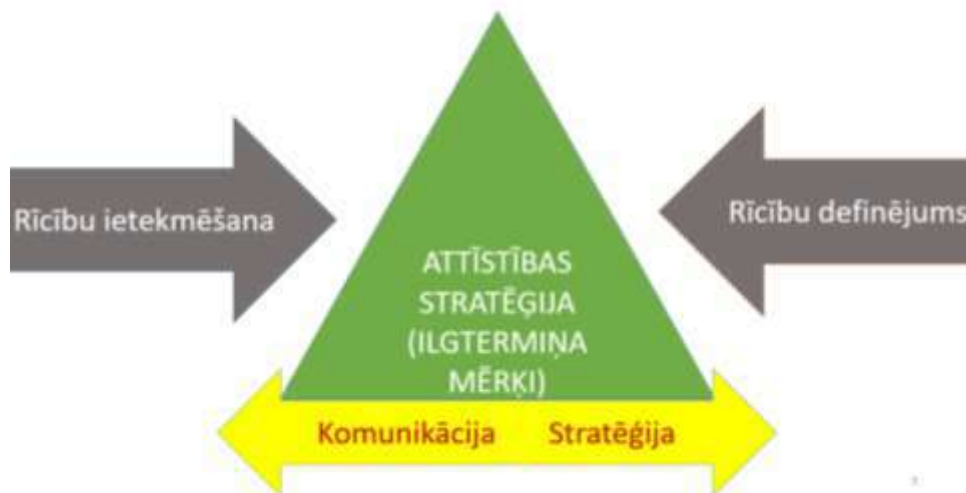 Rīcību ietekmēšana
Rīcību definējums
ATTĪSTĪBAS
STRATĒĢIJA
(ILGTERMIŅA
MĒRĶI)
Komunikācija Stratēģija